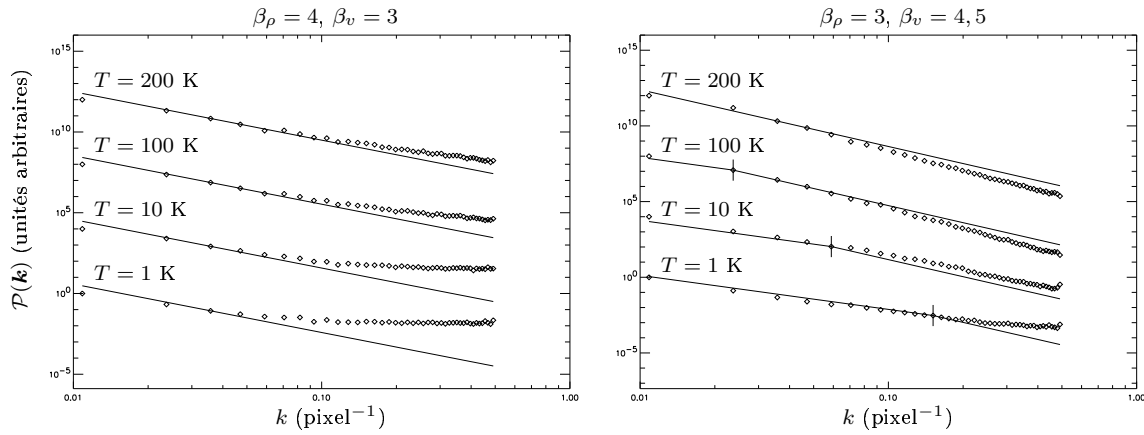 β_ρ = 4, β_v = 3
𝒫(𝒌) (unités arbitraires)
10^15
10^10
10^5
10^0
10^-5
T = 200 K
T = 100 K
T = 10 K
T = 1 K
0.01 0.10 1.00
k (pixel^-1)
β_ρ = 3, β_v = 4,5
10^15
10^10
10^5
10^0
10^-5
T = 200 K
T = 100 K
T = 10 K
T = 1 K
0.01 0.10 1.00
k (pixel^-1)